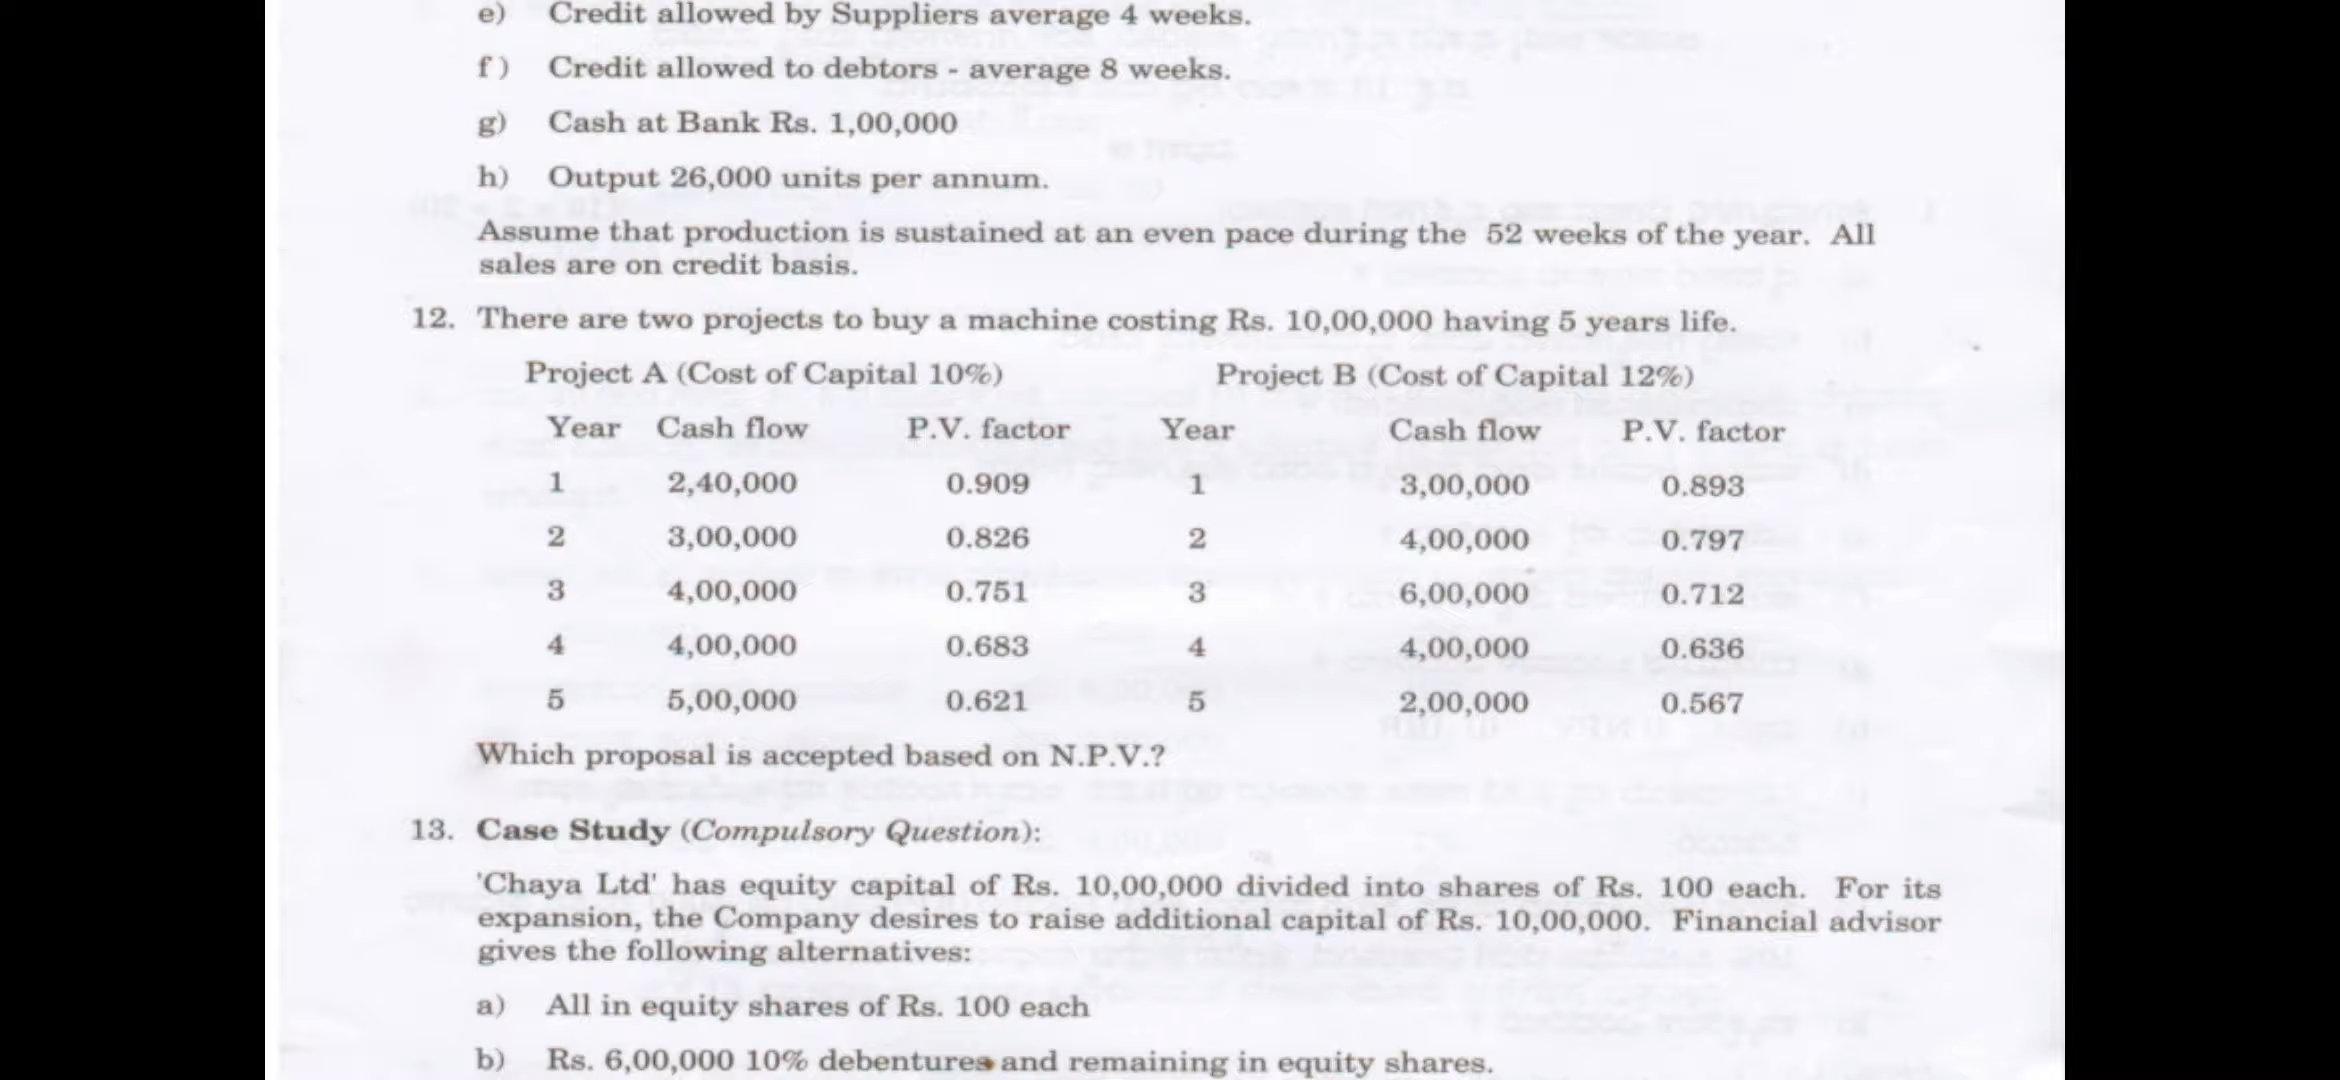 e) Credit allowed by Suppliers average 4 weeks.
f) Credit allowed to debtors - average 8 weeks.
g) Cash at Bank Rs. 1,00,000
h) Output 26,000 units per annum.
Assume that production is sustained at an even pace during the 52 weeks of the year. All
sales are on credit basis.
12. There are two projects to buy a machine costing Rs. 10,00,000 having 5 years life.
Project A (Cost of Capital 10%) Project B (Cost of Capital 12%)
Year Cash flow P.V. factor Year Cash flow P.V. factor
1 2,40,000 0.909 1 3,00,000 0.893
2 3,00,000 0.826 2 4,00,000 0.797
3 4,00,000 0.751 3 6,00,000 0.712
4 4,00,000 0.683 4 4,00,000 0.636
5 5,00,000 0.621 5 2,00,000 0.567
Which proposal is accepted based on N.P.V.?
13. Case Study (Compulsory Question):
'Chaya Ltd' has equity capital of Rs. 10,00,000 divided into shares of Rs. 100 each. For its
expansion, the Company desires to raise additional capital of Rs. 10,00,000. Financial advisor
gives the following alternatives:
a) All in equity shares of Rs. 100 each
b) Rs. 6,00,000 10% debentures and remaining in equity shares.